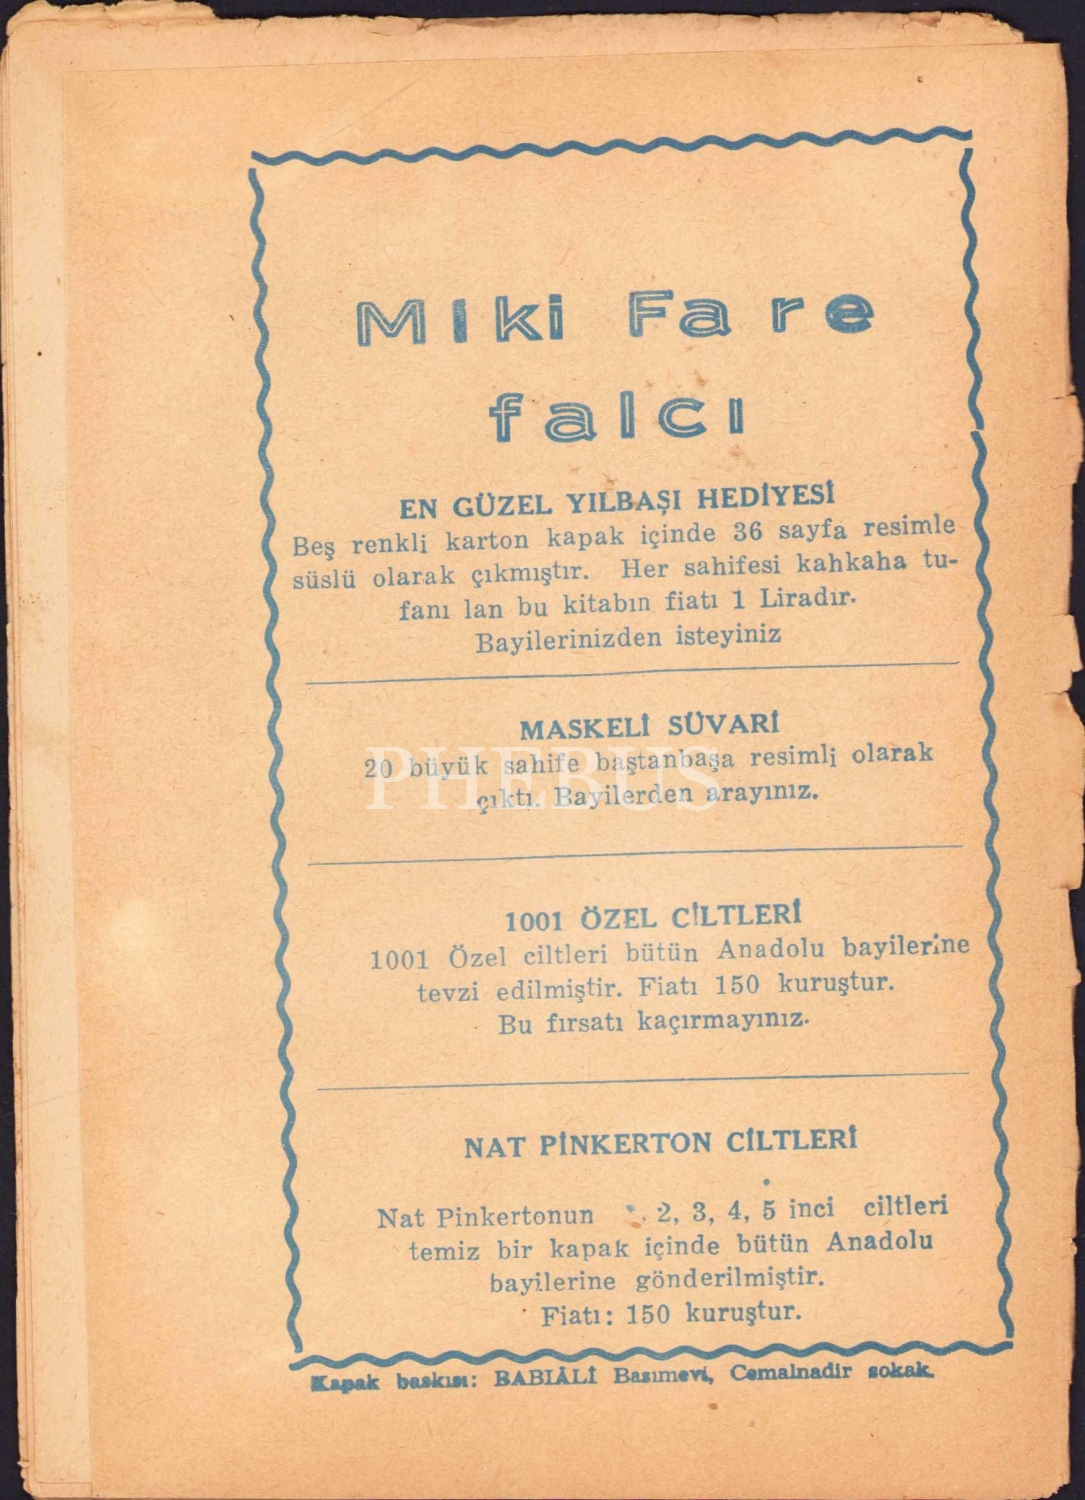 Miki Fare
falcı
EN GÜZEL YILBAŞI HEDİYESİ
Beş renkli karton kapak içinde 36 sayfa resimle
süslü olarak çıkmıştır. Her sahifesi kahkaha tu-
fanı lan bu kitabın fiatı 1 Liradır.
Bayilerinizden isteyiniz
MASKELİ SÜVARİ
20 büyük sahife baştanbaşa resimli olarak
PHEBUS
çıktı. Bayilerden arayınız.
1001 ÖZEL CİLTLERİ
1001 Özel ciltleri bütün Anadolu bayilerine
tevzi edilmiştir. Fiatı 150 kuruştur.
Bu fırsatı kaçırmayınız.
NAT PİNKERTON CİLTLERİ
Nat Pinkertonun 2, 3, 4, 5 inci ciltleri
temiz bir kapak içinde bütün Anadolu
bayilerine gönderilmiştir.
Fiatı: 150 kuruştur.
Kapak baskısı: BABIÂLİ Basımevi, Cemalnadir sokak.